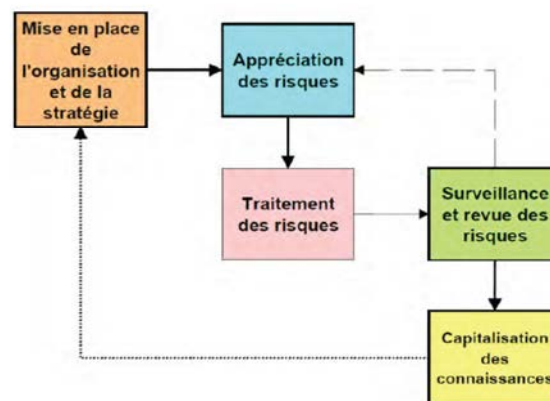 Mise en place
de
l'organisation
et de la
stratégie
Appréciation
des risques
Traitement
des risques
Surveillance
et revue des
risques
Capitalisation
des
connaissances